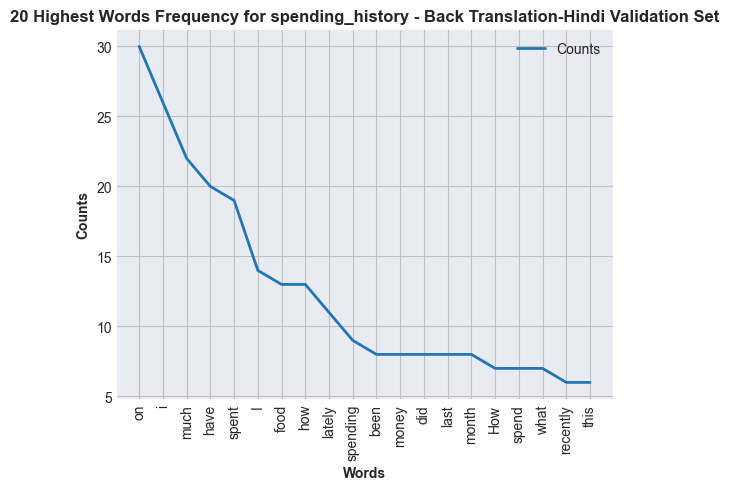 20 Highest Words Frequency for spending_history - Back Translation-Hindi Validation Set
Counts
30
25
20
15
10
5
Counts
on
i
much
have
spent
I
food
how
lately
spending
been
money
did
last
month
How
spend
what
recently
this
Words